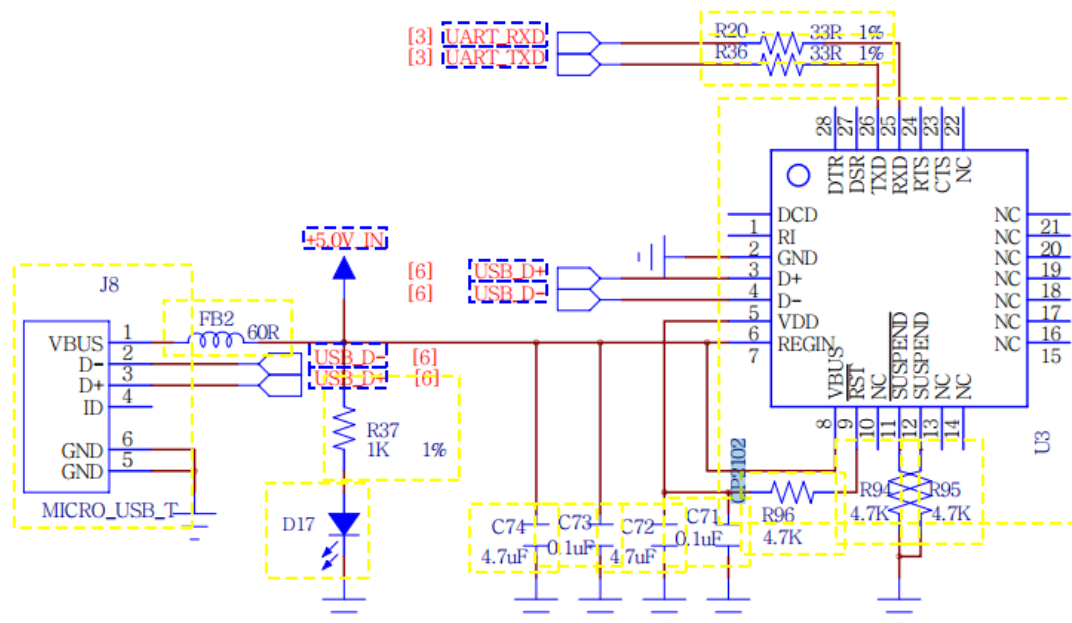 [3] UART_RXD
[3] UART_TXD
R20 33R 1%
R36 33R 1%
28 27 26 25 24 23 22
DTR DSR TXD RXD RTS CTS NC
DCD
1 RI
2 GND
3 D+
4 D-
5 VDD
6 REGIN
7
NC 21
NC 20
NC 19
NC 18
NC 17
NC 16
NC 15
VBUS RST NC SUSPEND SUSPEND NC NC
8 9 10 11 12 13 14
U3
CP2102
+5.0V_IN
[6] USB_D+
[6] USB_D-
J8
FB2 60R
VBUS 1
D- 2
D+ 3
ID 4
GND 6
GND 5
MICRO_USB_T
USB_D- [6]
USB_D+ [6]
R37
1K 1%
D17
C74
4.7uF
C73
0.1uF
C72
4.7uF
C71
0.1uF
R96
4.7K
R94
4.7K
R95
4.7K